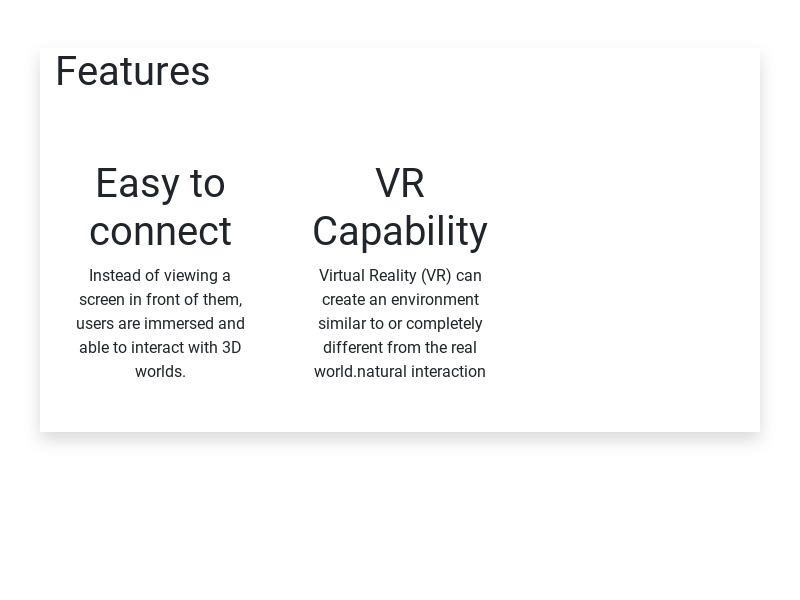 Features
Easy to
connect
Instead of viewing a
screen in front of them,
users are immersed and
able to interact with 3D
worlds.
VR
Capability
Virtual Reality (VR) can
create an environment
similar to or completely
different from the real
world.natural interaction